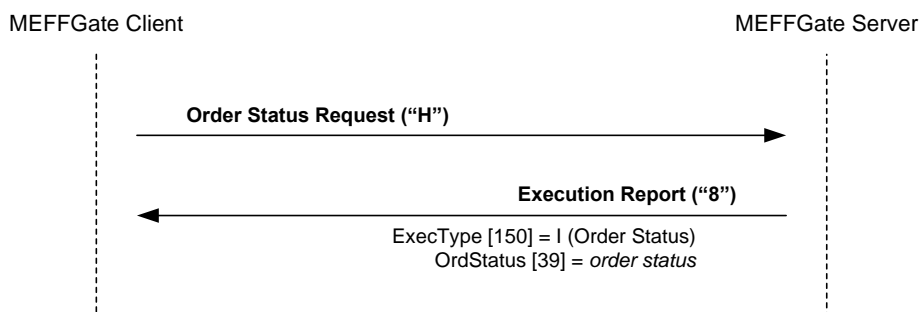 MEFFGate Client
MEFFGate Server
Order Status Request (“H”)
Execution Report (“8”)
ExecType [150] = I (Order Status)
OrdStatus [39] = order status